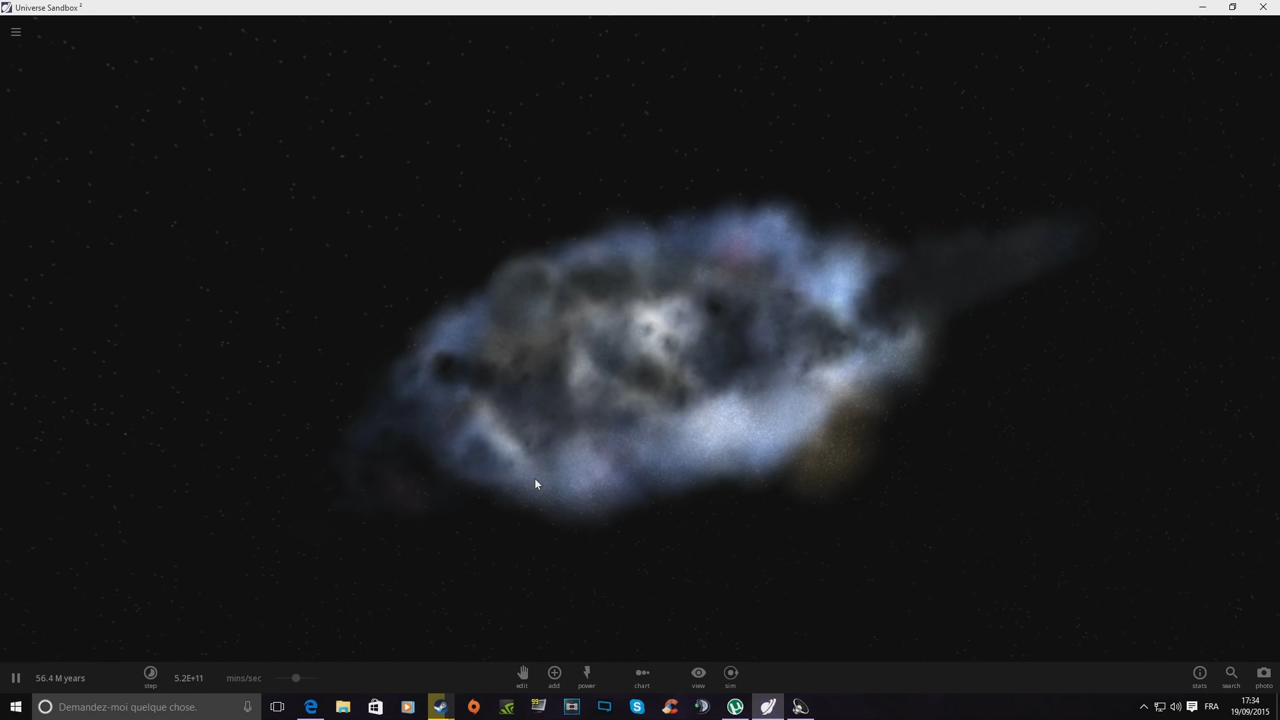 Universe Sandbox ²
56.4 M years
step
5.2E+11
mins/sec
edit
add
power
chart
view
sim
stats
search
photo
Demandez-moi quelque chose.
FRA
17:34
19/09/2015